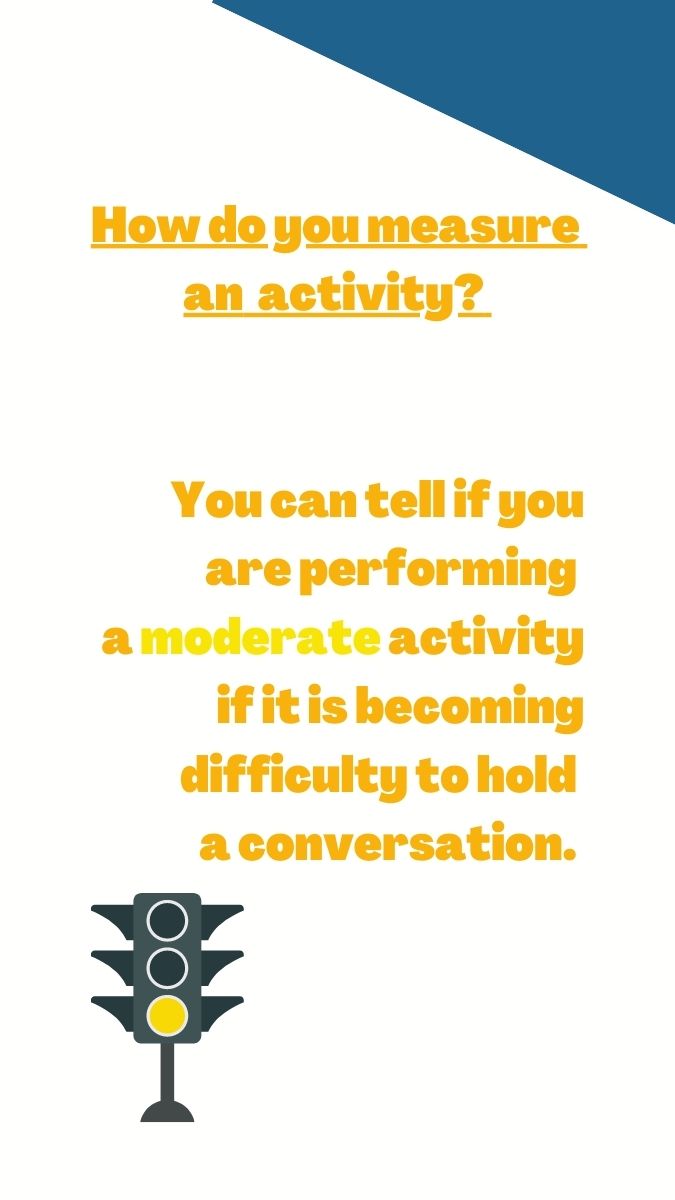 How do you measure
an activity?
You can tell if you
are performing
a moderate activity
if it is becoming
difficulty to hold
a conversation.